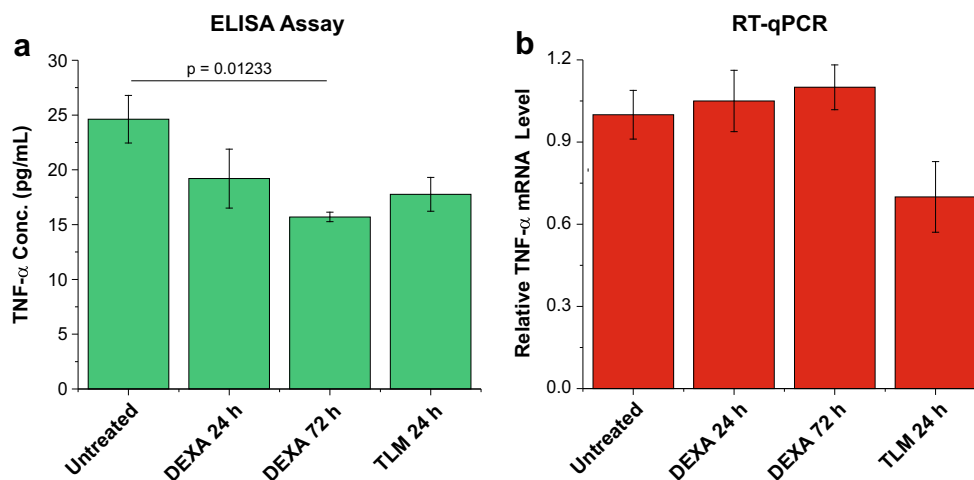 a
ELISA Assay
30
25
20
15
10
5
0
TNF-α Conc. (pg/mL)
p = 0.01233
Untreated
DEXA 24 h
DEXA 72 h
TLM 24 h
b
RT-qPCR
1.2
0.9
0.6
0.3
0.0
Relative TNF-α mRNA Level
Untreated
DEXA 24 h
DEXA 72 h
TLM 24 h